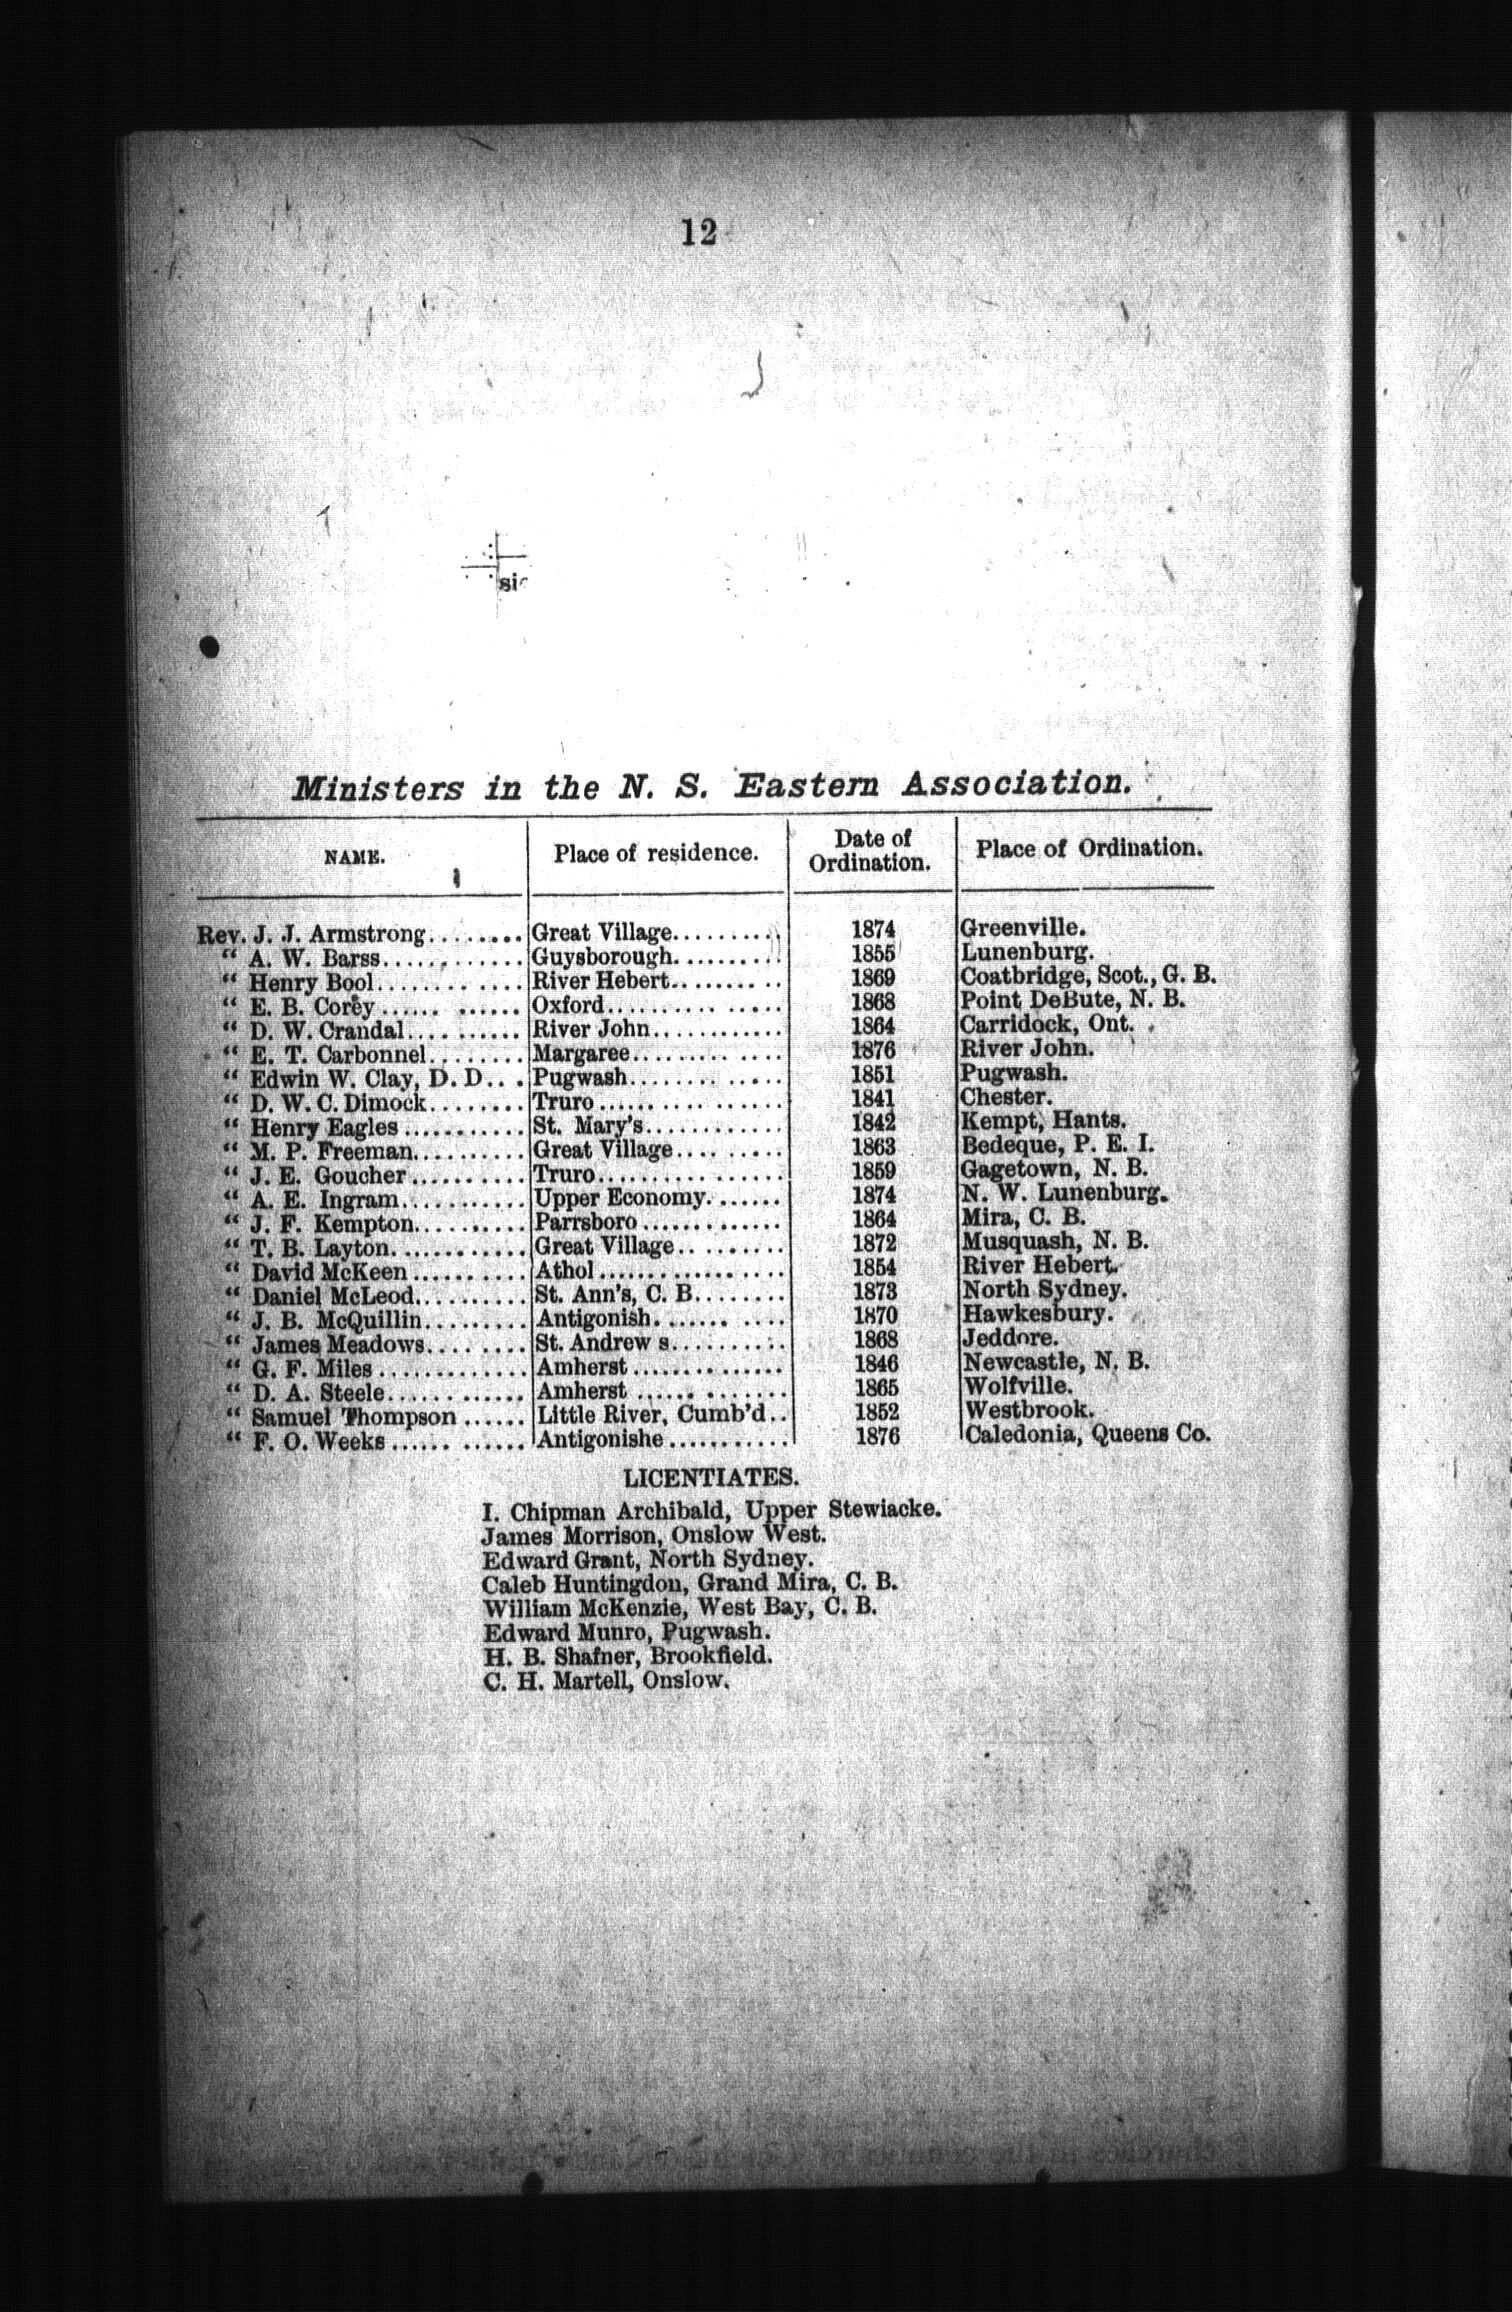 12
Ministers in the N. S. Eastern Association.
NAME. Place of residence. Date of Ordination. Place of Ordination.
Rev. J. J. Armstrong........ Great Village.......... 1874 Greenville.
“ A. W. Barss............ Guysborough.......... 1855 Lunenburg.
“ Henry Bool............ River Hebert......... 1869 Coatbridge, Scot., G. B.
“ E. B. Corey............ Oxford............... 1868 Point DeBute, N. B.
“ D. W. Crandal.......... River John............ 1864 Carridock, Ont.
“ E. T. Carbonnel........ Margaree............. 1876 River John.
“ Edwin W. Clay, D. D... Pugwash............. 1851 Pugwash.
“ D. W. C. Dimock........ Truro................ 1841 Chester.
“ Henry Eagles........... St. Mary's............ 1842 Kempt, Hants.
“ M. P. Freeman.......... Great Village......... 1863 Bedeque, P. E. I.
“ J. E. Goucher.......... Truro................ 1859 Gagetown, N. B.
“ A. E. Ingram........... Upper Economy....... 1874 N. W. Lunenburg.
“ J. F. Kempton.......... Parrsboro............. 1864 Mira, C. B.
“ T. B. Layton............ Great Village......... 1872 Musquash, N. B.
“ David McKeen.......... Athol................ 1854 River Hebert.
“ Daniel McLeod.......... St. Ann's, C. B........ 1873 North Sydney.
“ J. B. McQuillin......... Antigonish........... 1870 Hawkesbury.
“ James Meadows........ St. Andrew s.......... 1868 Jeddore.
“ G. F. Miles............. Amherst............. 1846 Newcastle, N. B.
“ D. A. Steele............ Amherst............. 1865 Wolfville.
“ Samuel Thompson...... Little River, Cumb'd.. 1852 Westbrook.
“ F. O. Weeks............ Antigonishe........... 1876 Caledonia, Queens Co.
LICENTIATES.
I. Chipman Archibald, Upper Stewiacke.
James Morrison, Onslow West.
Edward Grant, North Sydney.
Caleb Huntingdon, Grand Mira, C. B.
William McKenzie, West Bay, C. B.
Edward Munro, Pugwash.
H. B. Shafner, Brookfield.
C. H. Martell, Onslow.